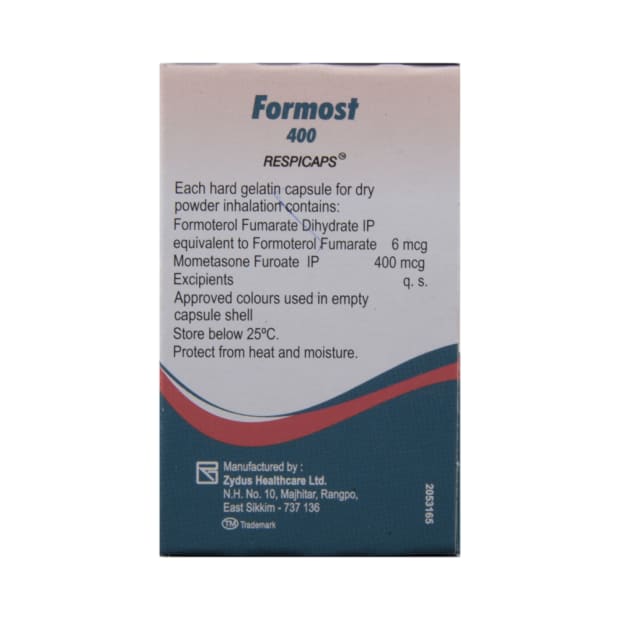 Formost
400
RESPICAPS™
Each hard gelatin capsule for dry
powder inhalation contains:
Formoterol Fumarate Dihydrate IP
equivalent to Formoterol Fumarate 6 mcg
Mometasone Furoate IP 400 mcg
Excipients q. s.
Approved colours used in empty
capsule shell
Store below 25ºC.
Protect from heat and moisture.
Manufactured by :
Zydus Healthcare Ltd.
N.H. No. 10, Majhitar, Rangpo,
East Sikkim - 737 136
TM Trademark
2053165